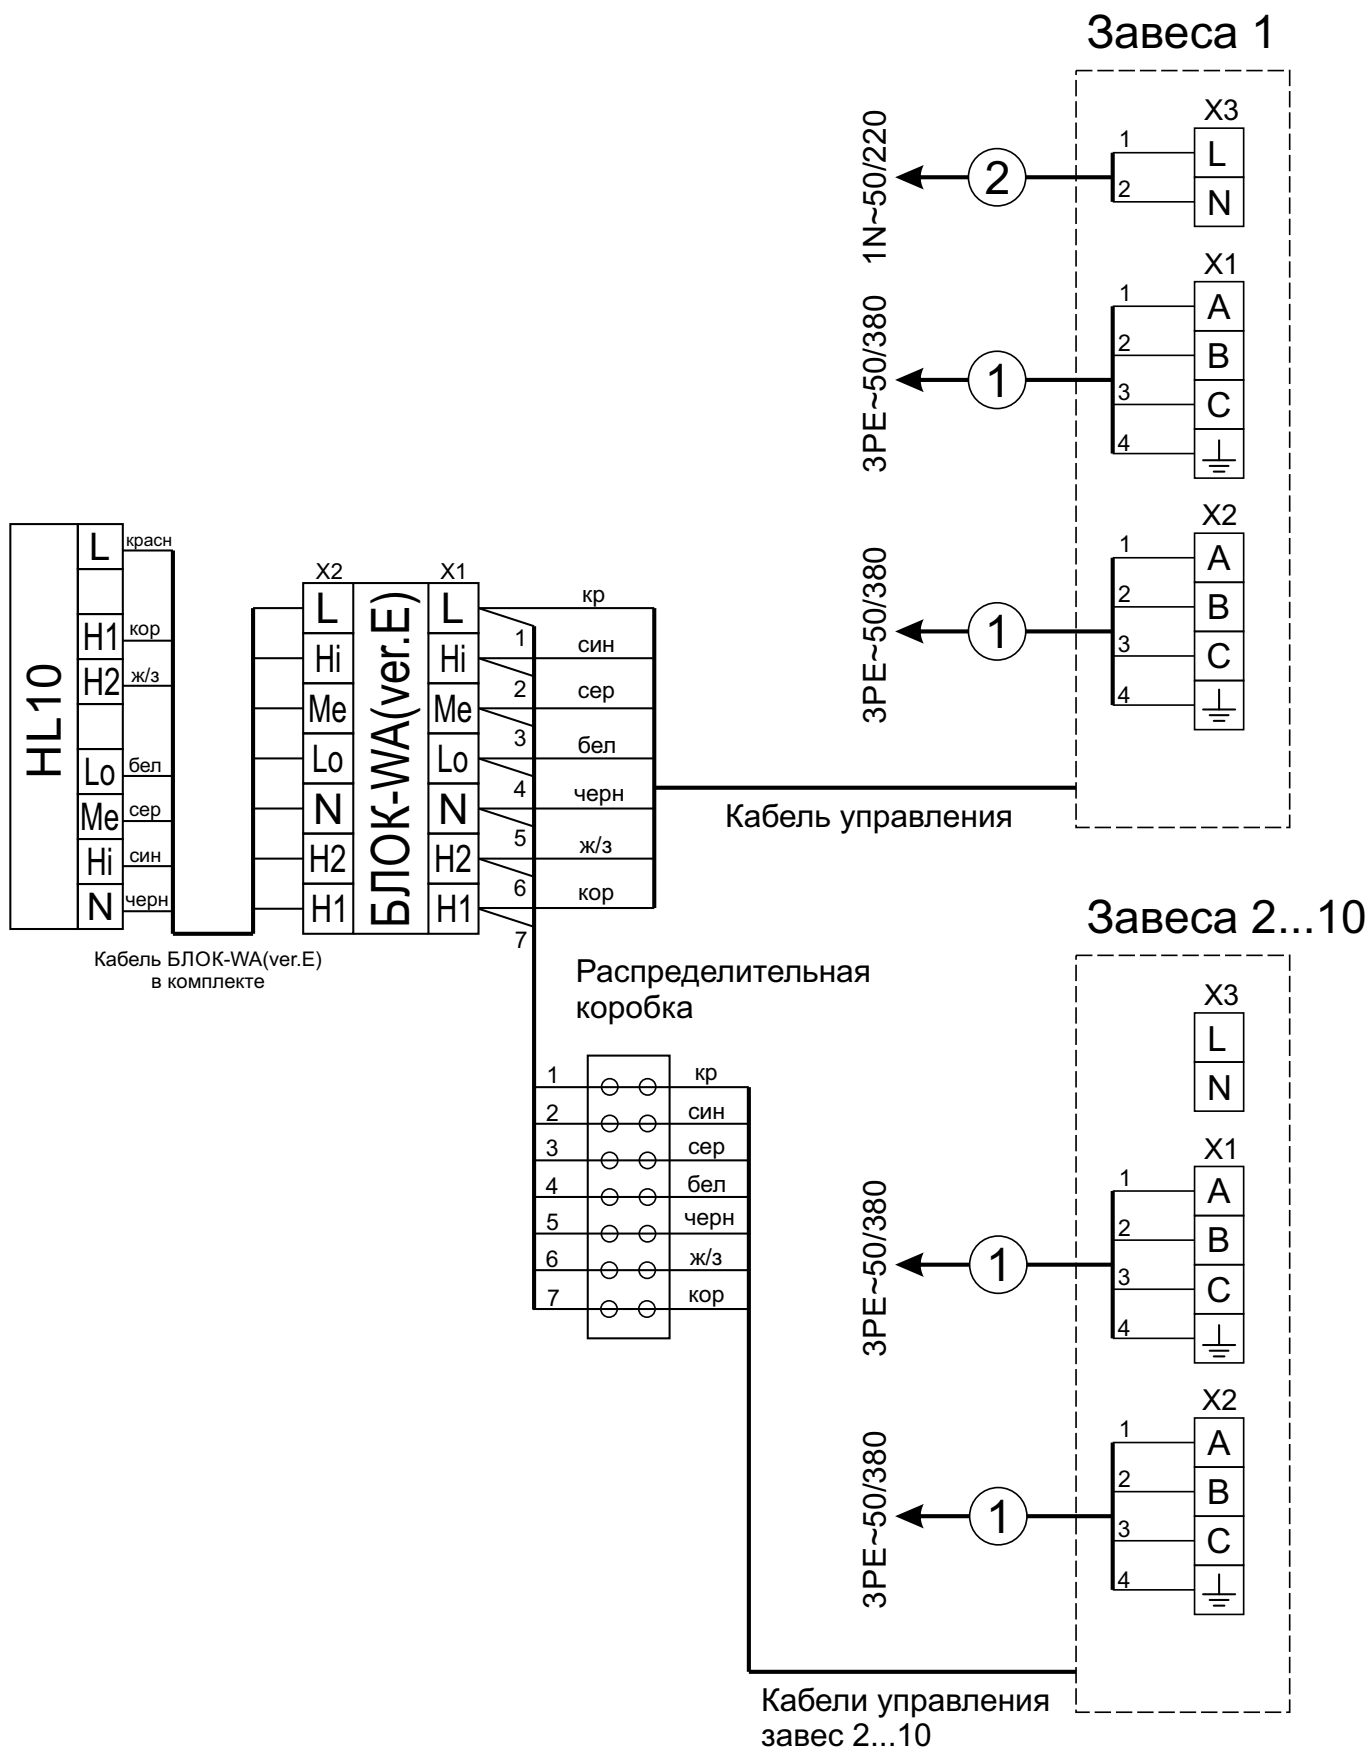 Завеса 1
X3
1
L
2
N
2
1N~50/220
X1
1
A
2
B
3
C
4
1
3PE~50/380
X2
1
A
2
B
3
C
4
1
3PE~50/380
HL10
L
красн
H1
кор
H2
ж/з
Lo
бел
Me
сер
Hi
син
N
черн
Кабель БЛОК-WA(ver.E)
в комплекте
X2
L
Hi
Me
Lo
N
H2
H1
БЛОК-WA(ver.E)
X1
L
Hi
Me
Lo
N
H2
H1
1
2
3
4
5
6
7
кр
син
сер
бел
черн
ж/з
кор
Кабель управления
Распределительная
коробка
1
2
3
4
5
6
7
кр
син
сер
бел
черн
ж/з
кор
Завеса 2...10
X3
L
N
X1
1
A
2
B
3
C
4
1
3PE~50/380
X2
1
A
2
B
3
C
4
1
3PE~50/380
Кабели управления
завес 2...10